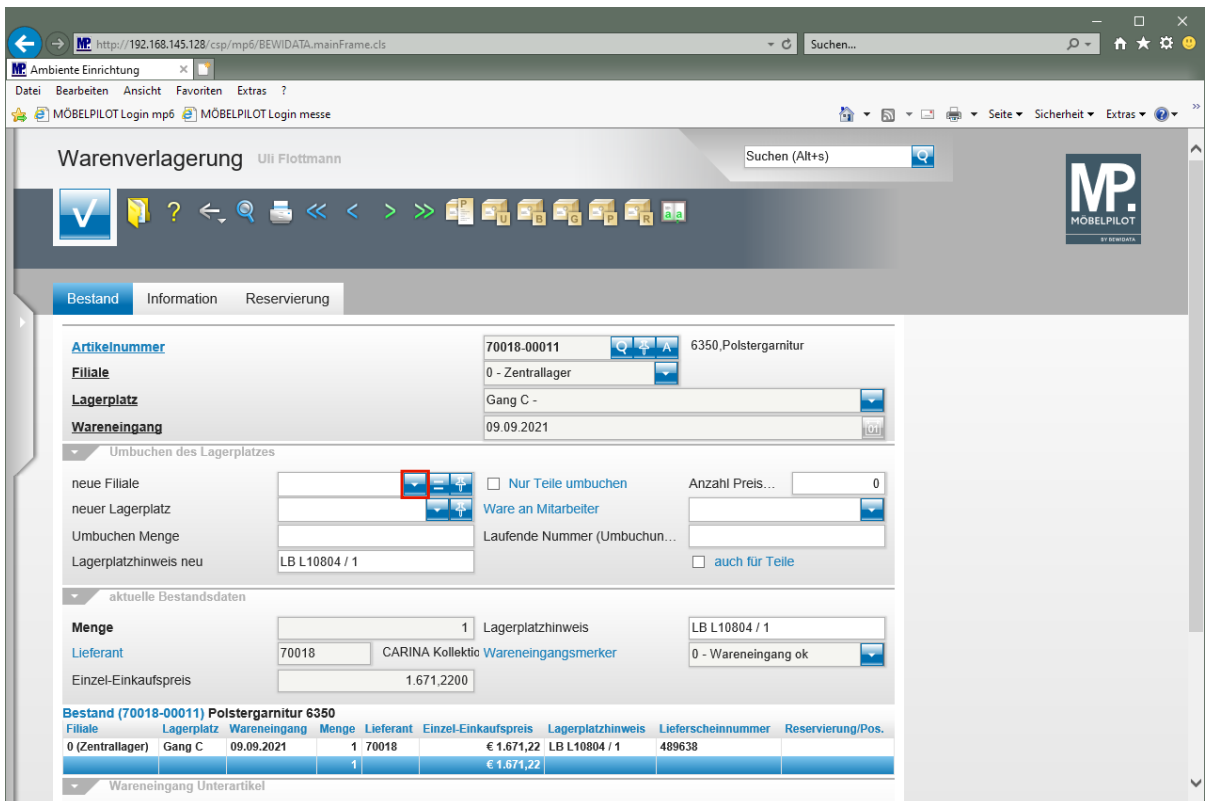 http://192.168.145.128/csp/mp6/BEWIDATA.mainFrame.cls
Suchen...
MP. Ambiente Einrichtung
Datei Bearbeiten Ansicht Favoriten Extras ?
MÖBELPILOT Login mp6 MÖBELPILOT Login messe
Seite Sicherheit Extras
Warenverlagerung Uli Flottmann
Suchen (Alt+s)
MP.
MÖBELPILOT
BY BEWIDATA
P U B G P R a a
Bestand Information Reservierung
Artikelnummer 70018-00011 Q A 6350,Polstergarnitur
Filiale 0 - Zentrallager
Lagerplatz Gang C -
Wareneingang 09.09.2021 01
Umbuchen des Lagerplatzes
neue Filiale Nur Teile umbuchen Anzahl Preis... 0
neuer Lagerplatz Ware an Mitarbeiter
Umbuchen Menge Laufende Nummer (Umbuchun...
Lagerplatzhinweis neu LB L10804 / 1 auch für Teile
aktuelle Bestandsdaten
Menge 1 Lagerplatzhinweis LB L10804 / 1
Lieferant 70018 CARINA Kollektio Wareneingangsmerker 0 - Wareneingang ok
Einzel-Einkaufspreis 1.671,2200
Bestand (70018-00011) Polstergarnitur 6350
Filiale Lagerplatz Wareneingang Menge Lieferant Einzel-Einkaufspreis Lagerplatzhinweis Lieferscheinnummer Reservierung/Pos.
0 (Zentrallager) Gang C 09.09.2021 1 70018 € 1.671,22 LB L10804 / 1 489638
1 € 1.671,22
Wareneingang Unterartikel